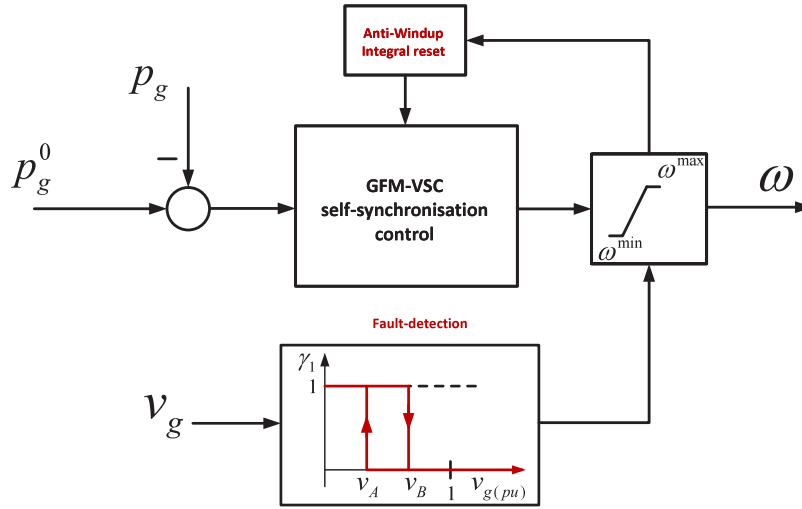 Anti-Windup
Integral reset
p_g
−
p_g^0
GFM-VSC
self-synchronisation
control
ω^max
ω^min
ω
Fault-detection
γ_1
1
v_g
v_A
v_B
1
v_g(pu)